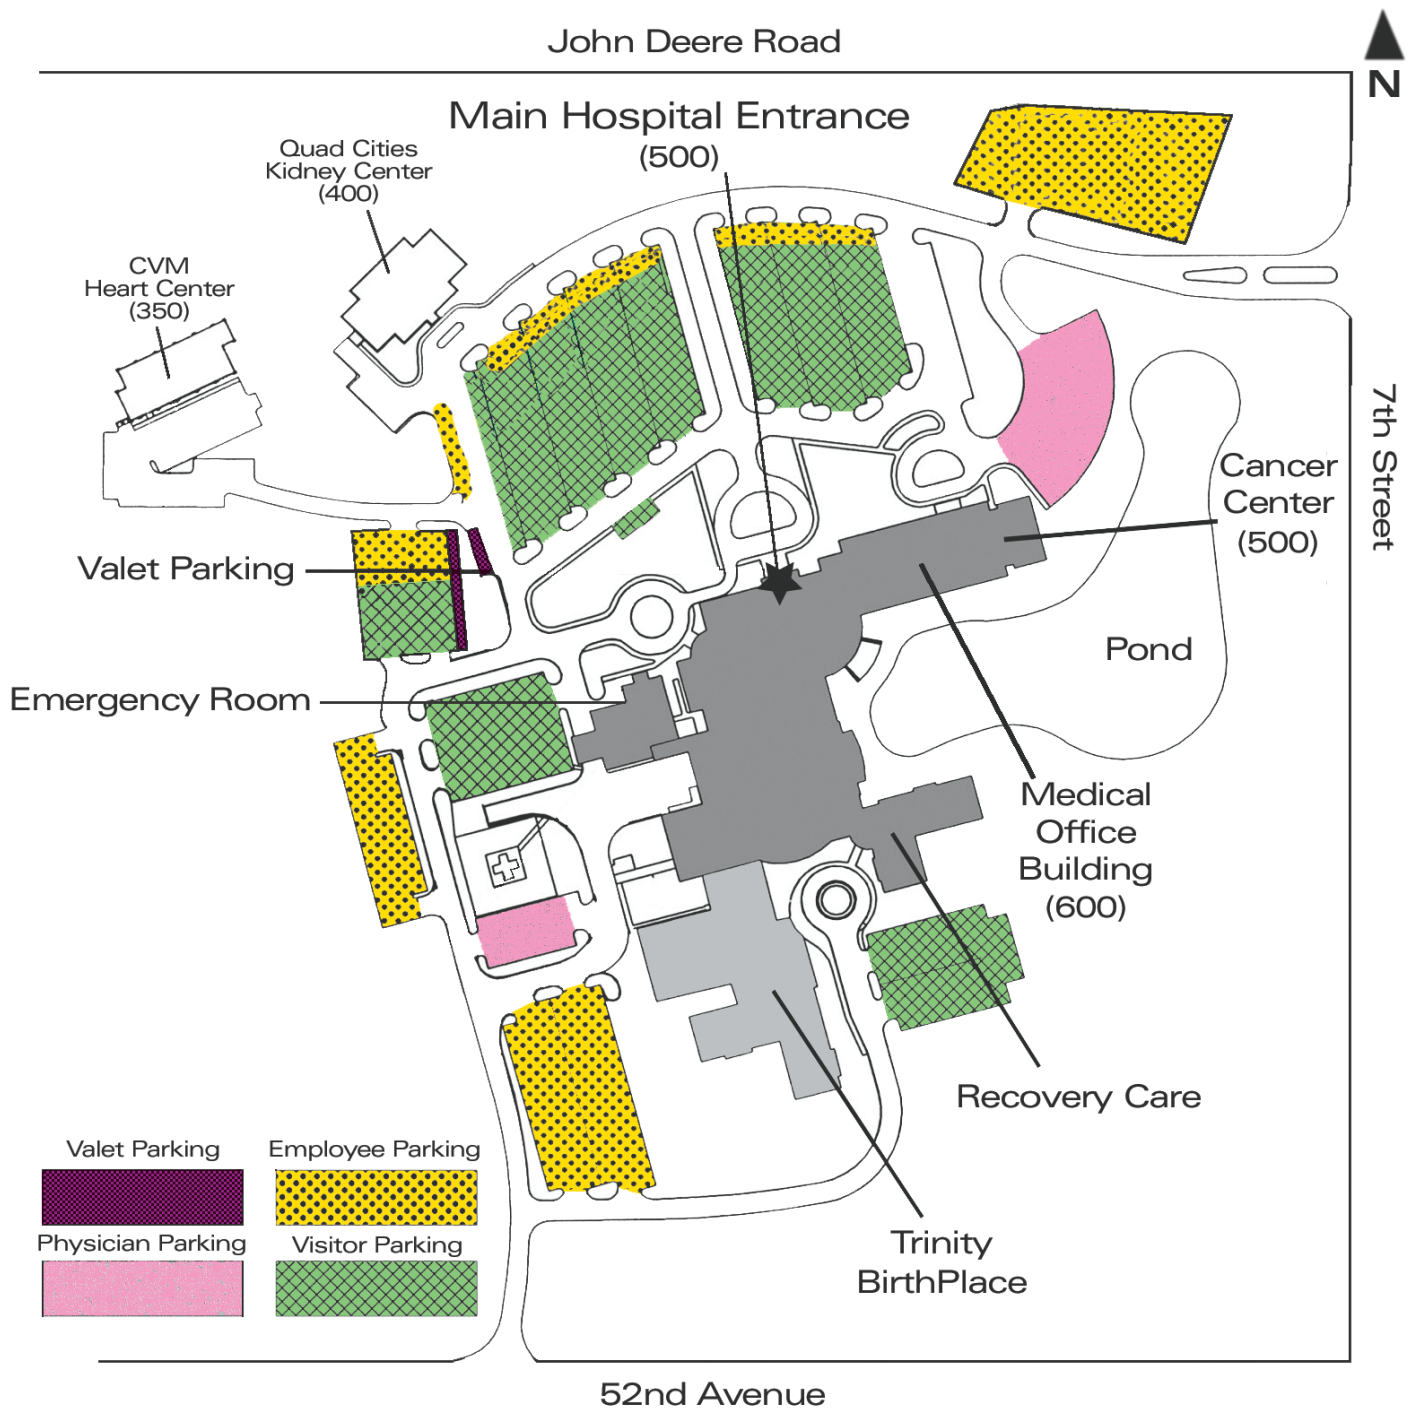 John Deere Road
N
Main Hospital Entrance
(500)
Quad Cities
Kidney Center
(400)
CVM
Heart Center
(350)
7th Street
Cancer
Center
(500)
Valet Parking
Pond
Emergency Room
Medical
Office
Building
(600)
Recovery Care
Valet Parking
Employee Parking
Physician Parking
Visitor Parking
Trinity
BirthPlace
52nd Avenue